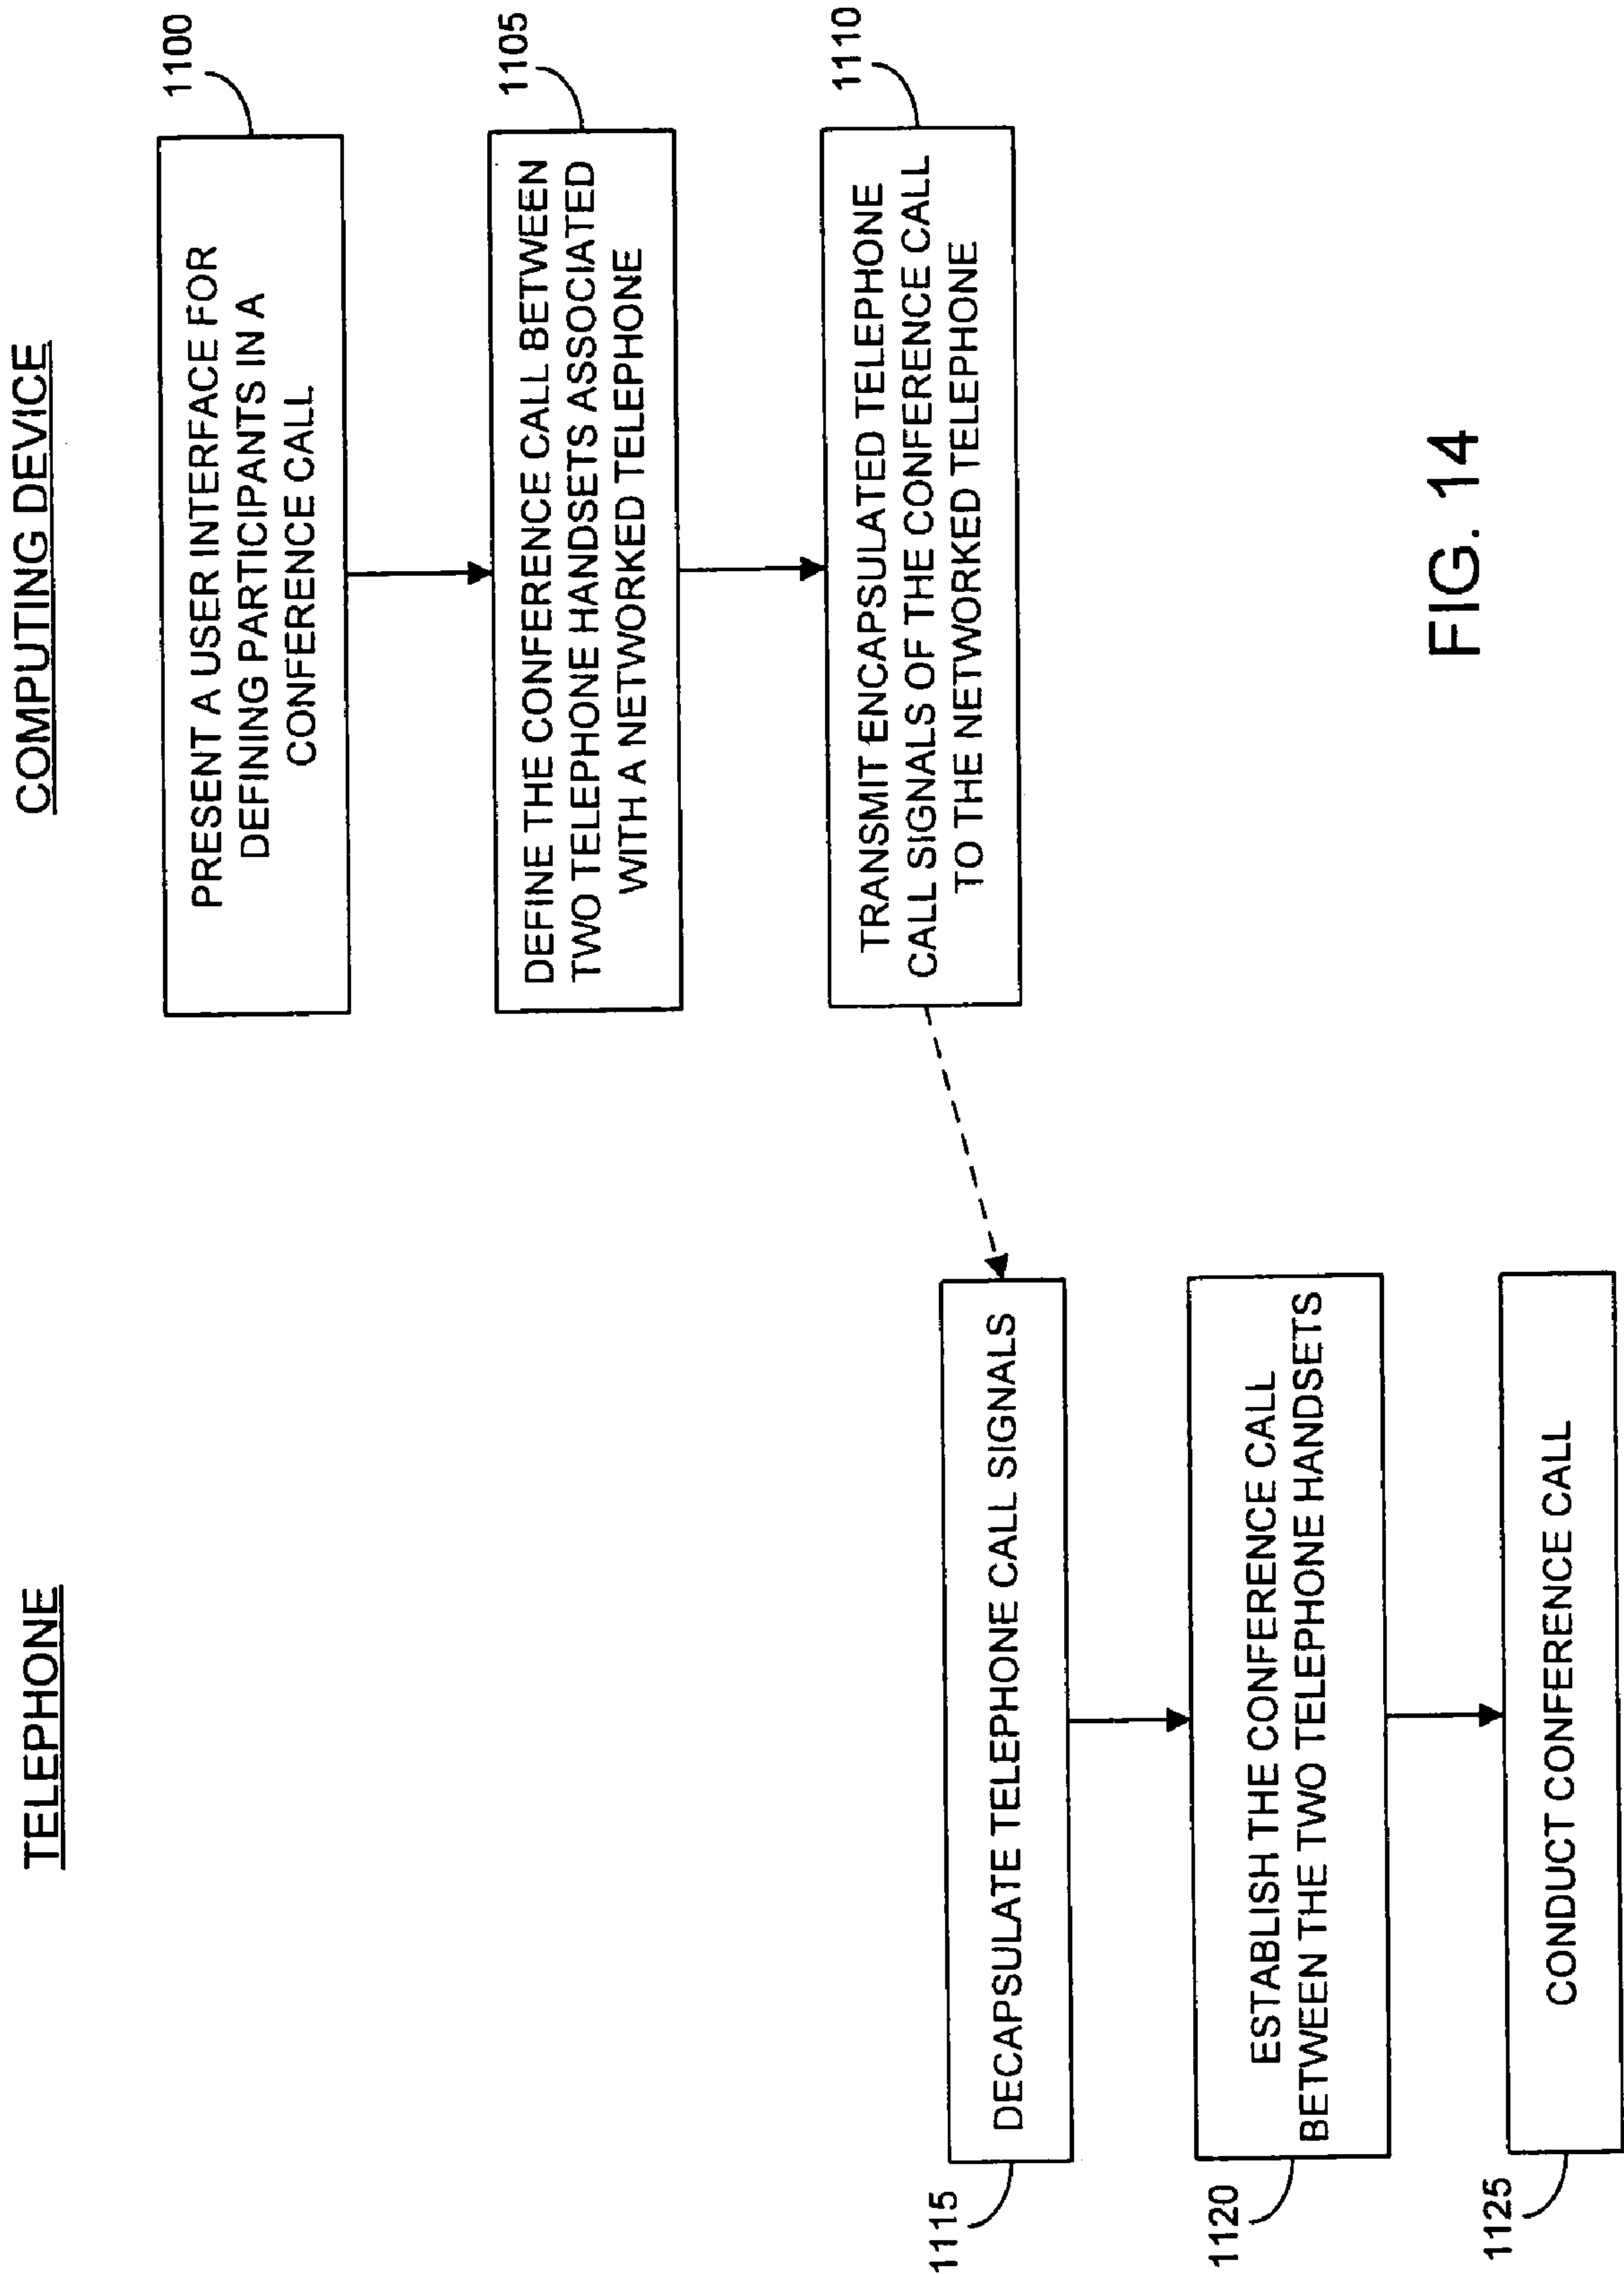 TELEPHONE
COMPUTING DEVICE
PRESENT A USER INTERFACE FOR
DEFINING PARTICIPANTS IN A
CONFERENCE CALL
1100
DEFINE THE CONFERENCE CALL BETWEEN
TWO TELEPHONE HANDSETS ASSOCIATED
WITH A NETWORKED TELEPHONE
1105
TRANSMIT ENCAPSULATED TELEPHONE
CALL SIGNALS OF THE CONFERENCE CALL
TO THE NETWORKED TELEPHONE
1110
1115
DECAPSULATE TELEPHONE CALL SIGNALS
1120
ESTABLISH THE CONFERENCE CALL
BETWEEN THE TWO TELEPHONE HANDSETS
1125
CONDUCT CONFERENCE CALL
FIG. 14